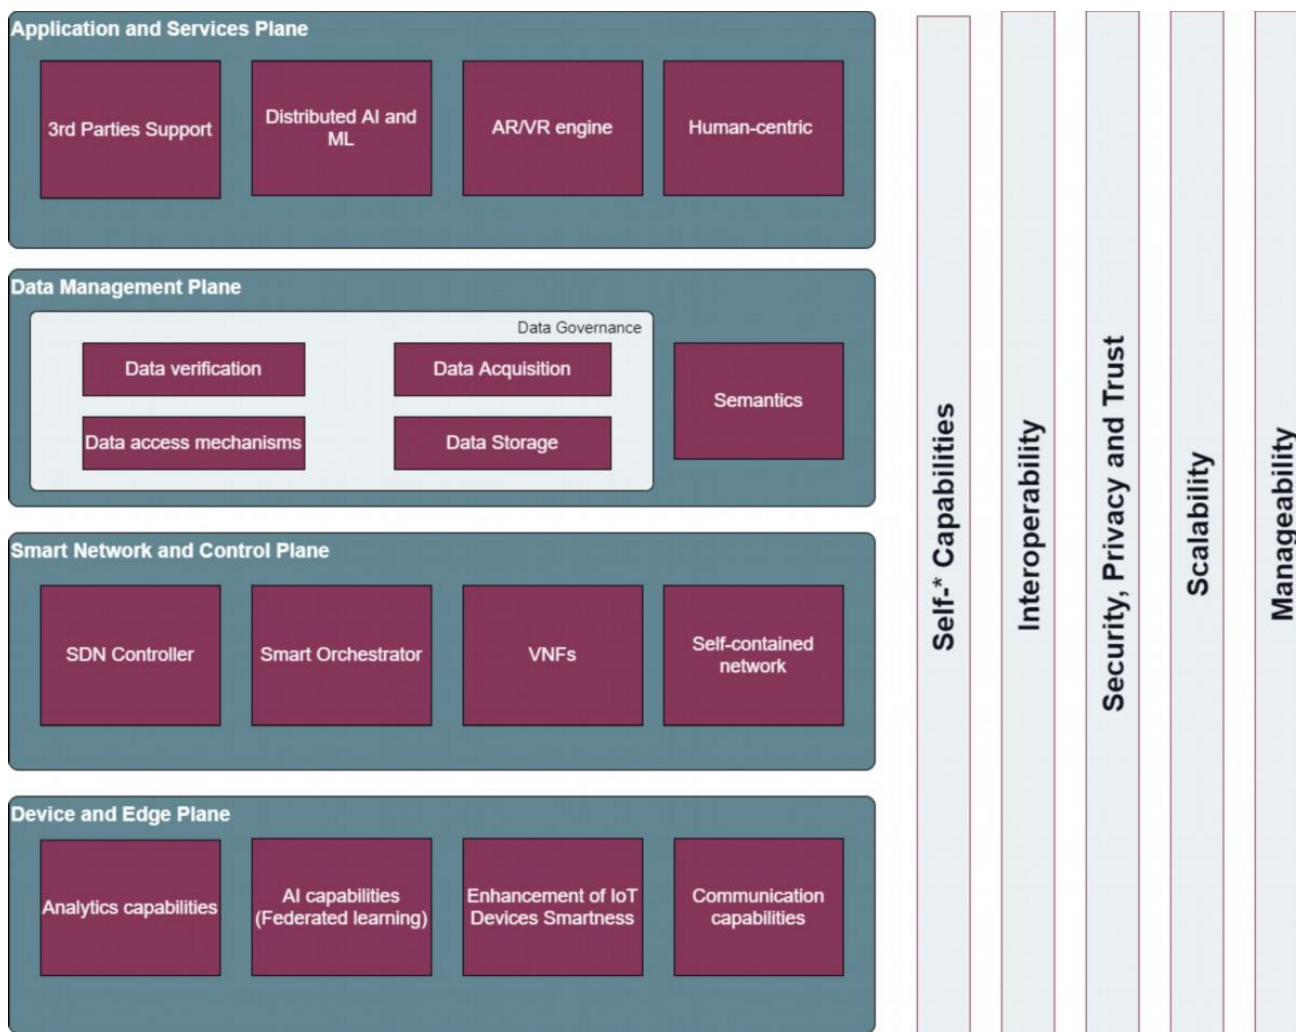 Application and Services Plane
3rd Parties Support
Distributed AI and
ML
AR/VR engine
Human-centric
Data Management Plane
Data Governance
Data verification
Data Acquisition
Data access mechanisms
Data Storage
Semantics
Smart Network and Control Plane
SDN Controller
Smart Orchestrator
VNFs
Self-contained
network
Device and Edge Plane
Analytics capabilities
AI capabilities
(Federated learning)
Enhancement of IoT
Devices Smartness
Communication
capabilities
Self-* Capabilities
Interoperability
Security, Privacy and Trust
Scalability
Manageability